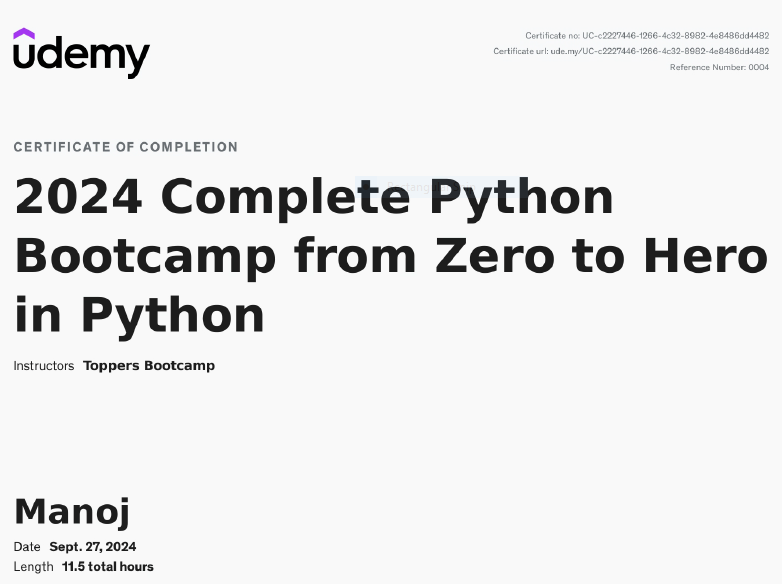 udemy
Certificate no: UC-c2227446-1266-4c32-8982-4e8486dd4482
Certificate url: ude.my/UC-c2227446-1266-4c32-8982-4e8486dd4482
Reference Number: 0004
CERTIFICATE OF COMPLETION
2024 Complete Python
Bootcamp from Zero to Hero
in Python
Instructors Toppers Bootcamp
Manoj
Date Sept. 27, 2024
Length 11.5 total hours